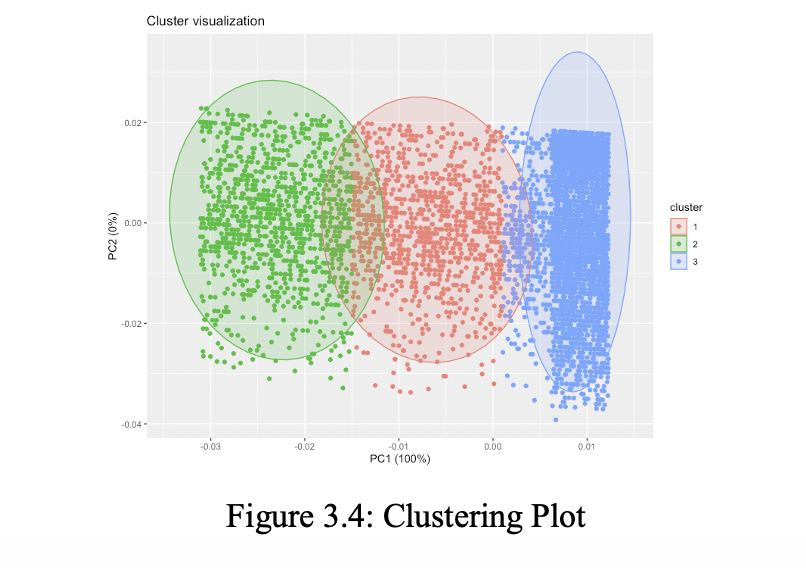 Cluster visualization
0.02
0.00
-0.02
-0.04
PC2 (0%)
-0.03
-0.02
-0.01
0.00
0.01
PC1 (100%)
cluster
1
2
3
Figure 3.4: Clustering Plot